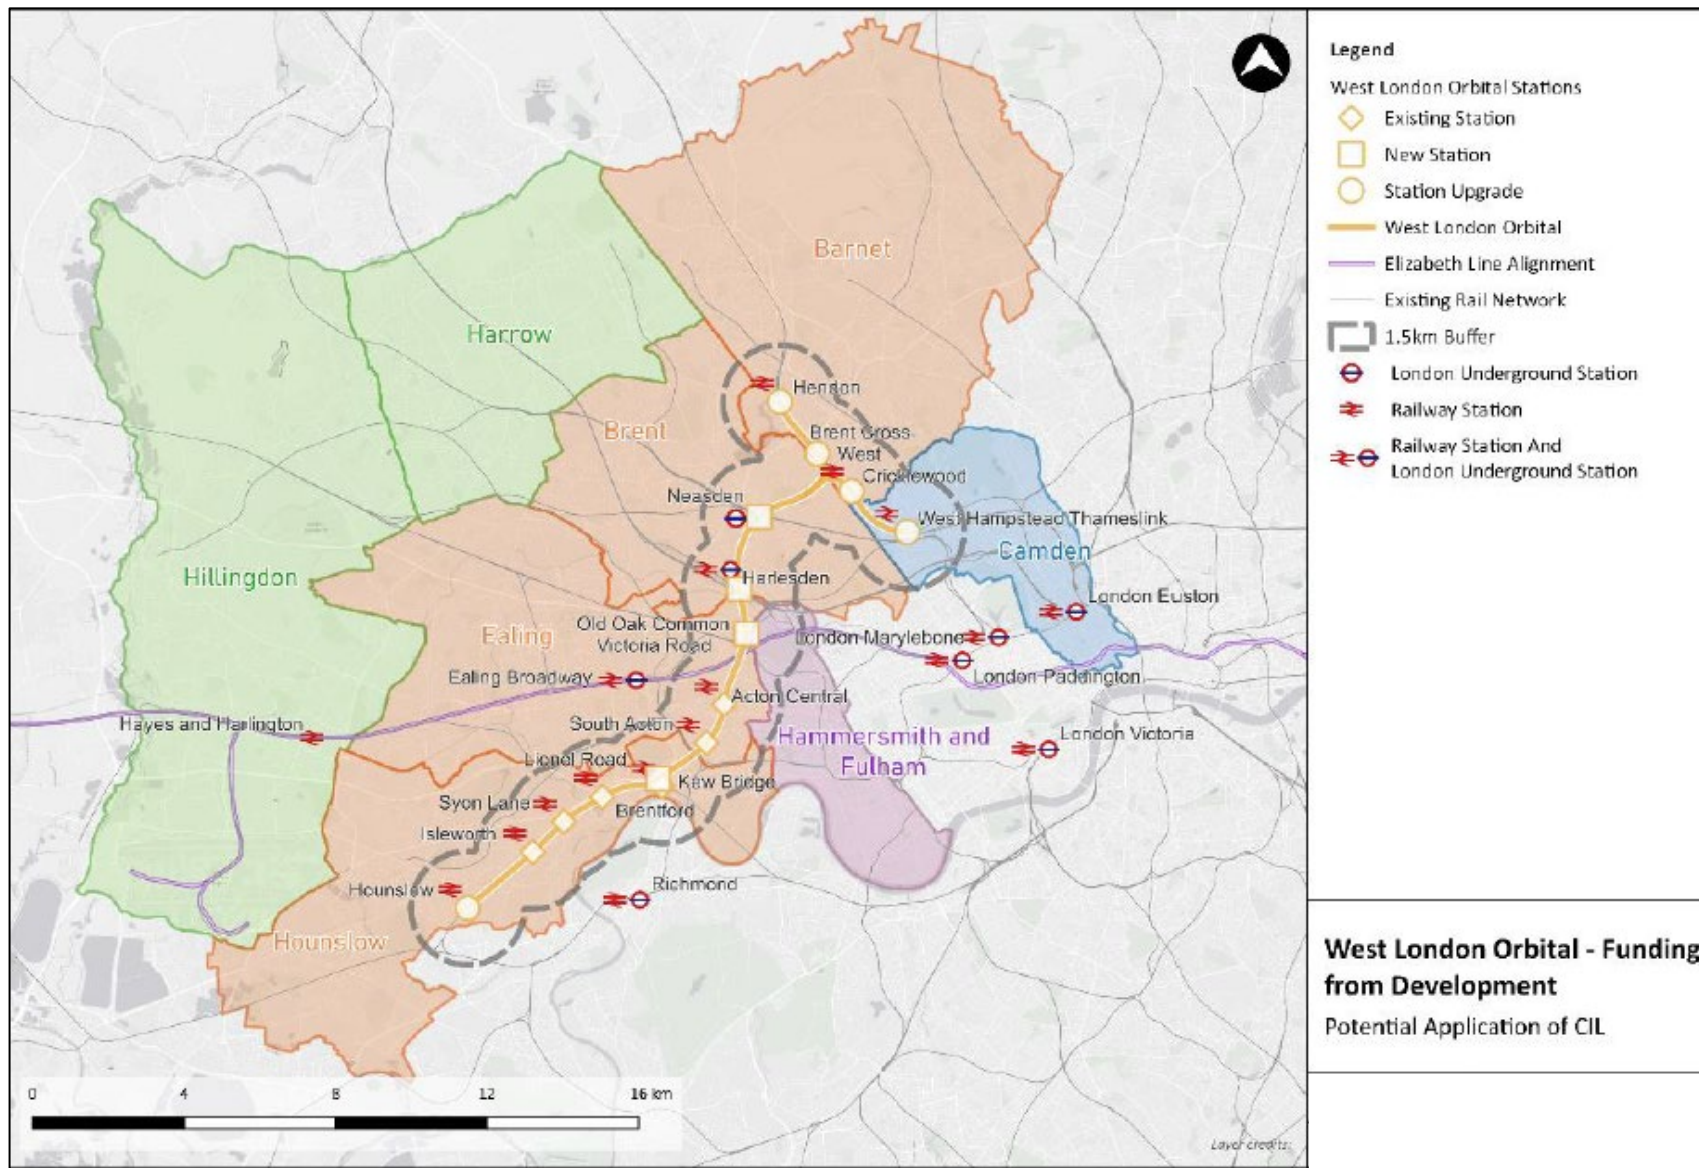 Legend
West London Orbital Stations
Existing Station
New Station
Station Upgrade
West London Orbital
Elizabeth Line Alignment
Existing Rail Network
1.5km Buffer
London Underground Station
Railway Station
Railway Station And
London Underground Station
Barnet
Harrow
Hendon
Brent
Brent Cross
West
Cricklewood
Neasden
West Hampstead Thameslink
Camden
Hillingdon
Harlesden
London Euston
Ealing
Old Oak Common
Victoria Road
London Marylebone
Ealing Broadway
London Paddington
Acton Central
Hayes and Harlington
South Acton
Hammersmith and
Fulham
London Victoria
Lionel Road
Kew Bridge
Syon Lane
Brentford
Isleworth
Hounslow
Richmond
Hounslow
West London Orbital - Funding
from Development
Potential Application of CIL
0 4 8 12 16 km
Layer credits: